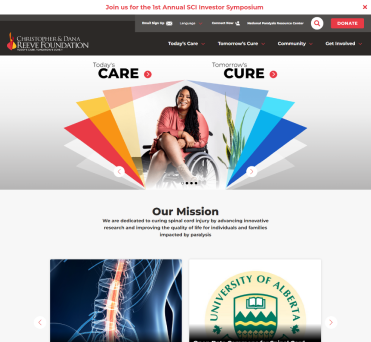 Join us for the 1st Annual SCI Investor Symposium
×
Email Sign Up
Language
Contact Now
National Paralysis Resource Center
DONATE
CHRISTOPHER & DANA
REEVE FOUNDATION
TODAY'S CARE. TOMORROW'S CURE.
Today's Care
Tomorrow's Cure
Community
Get Involved
Today's
CARE
Tomorrow's
CURE
Our Mission
We are dedicated to curing spinal cord injury by advancing innovative
research and improving the quality of life for individuals and families
impacted by paralysis
UNIVERSITY OF ALBERTA